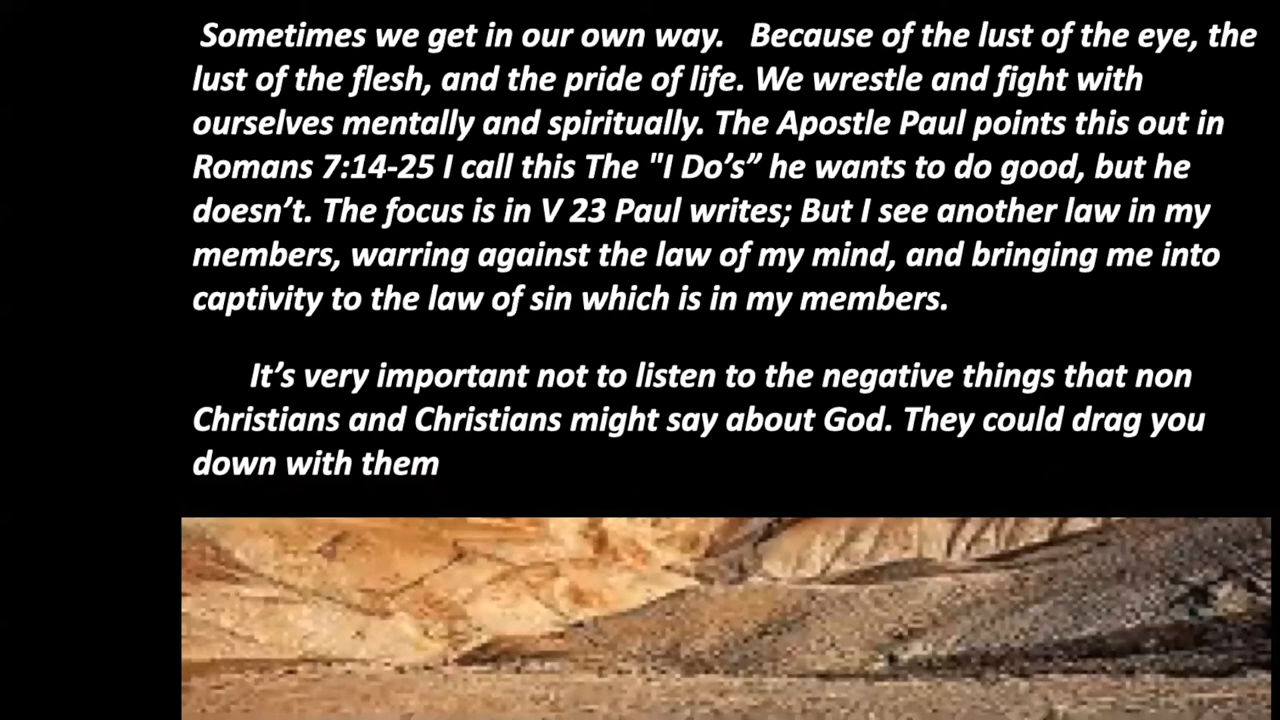 Sometimes we get in our own way. Because of the lust of the eye, the
lust of the flesh, and the pride of life. We wrestle and fight with
ourselves mentally and spiritually. The Apostle Paul points this out in
Romans 7:14-25 I call this The "I Do’s” he wants to do good, but he
doesn’t. The focus is in V 23 Paul writes; But I see another law in my
members, warring against the law of my mind, and bringing me into
captivity to the law of sin which is in my members.
It’s very important not to listen to the negative things that non
Christians and Christians might say about God. They could drag you
down with them